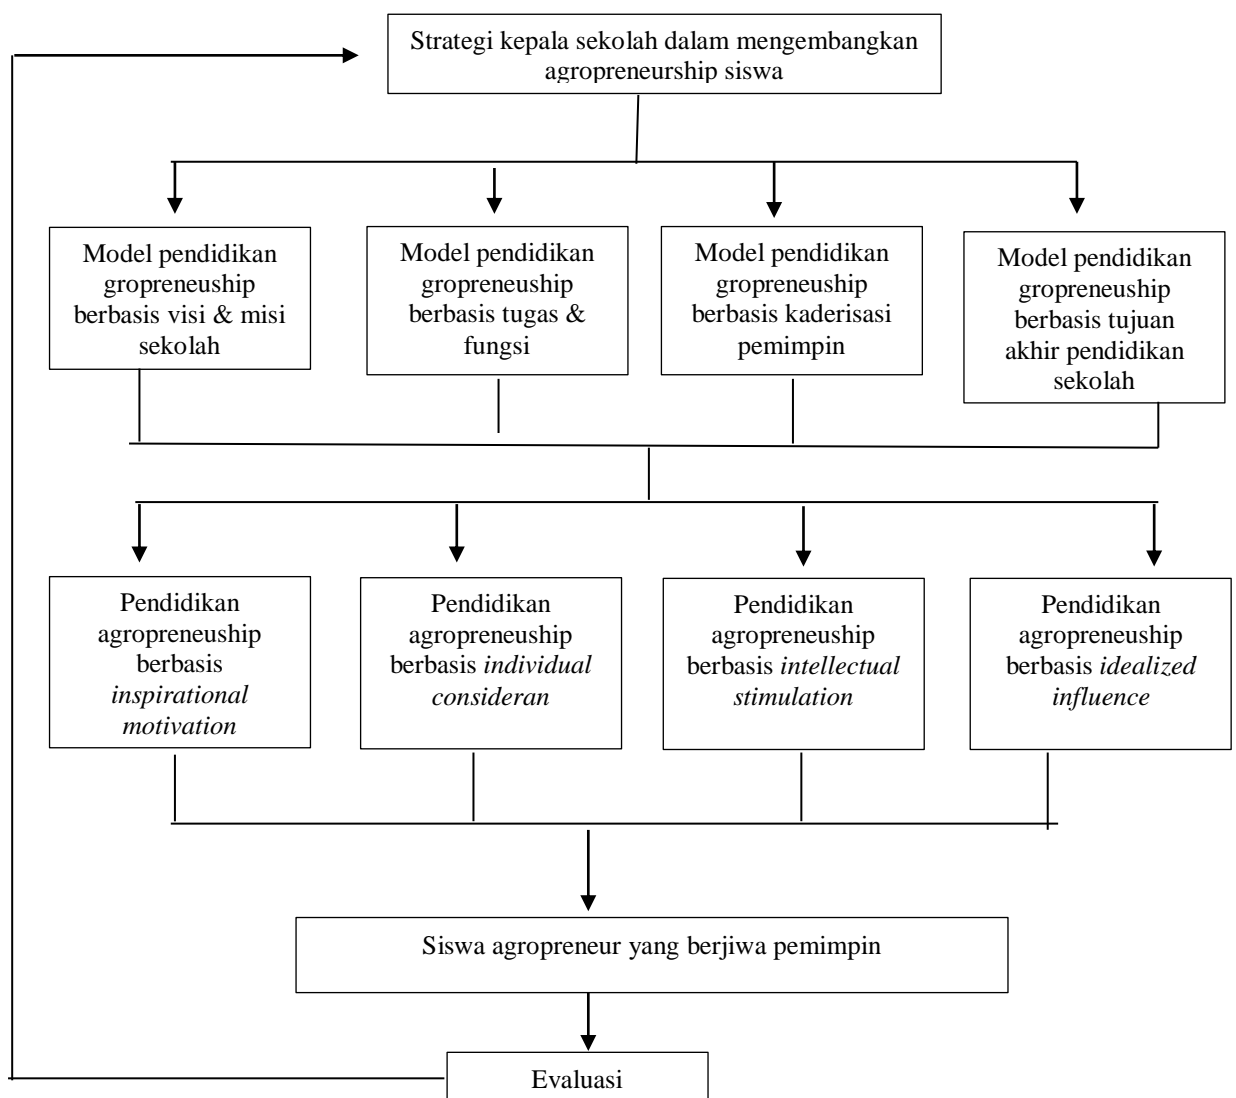 Strategi kepala sekolah dalam mengembangkan
agropreneurship siswa
Model pendidikan
gropreneuship
berbasis visi & misi
sekolah
Model pendidikan
gropreneuship
berbasis tugas &
fungsi
Model pendidikan
gropreneuship
berbasis kaderisasi
pemimpin
Model pendidikan
gropreneuship
berbasis tujuan
akhir pendidikan
sekolah
Pendidikan
agropreneuship
berbasis
inspirational
motivation
Pendidikan
agropreneuship
berbasis individual
consideran
Pendidikan
agropreneuship
berbasis intellectual
stimulation
Pendidikan
agropreneuship
berbasis idealized
influence
Siswa agropreneur yang berjiwa pemimpin
Evaluasi